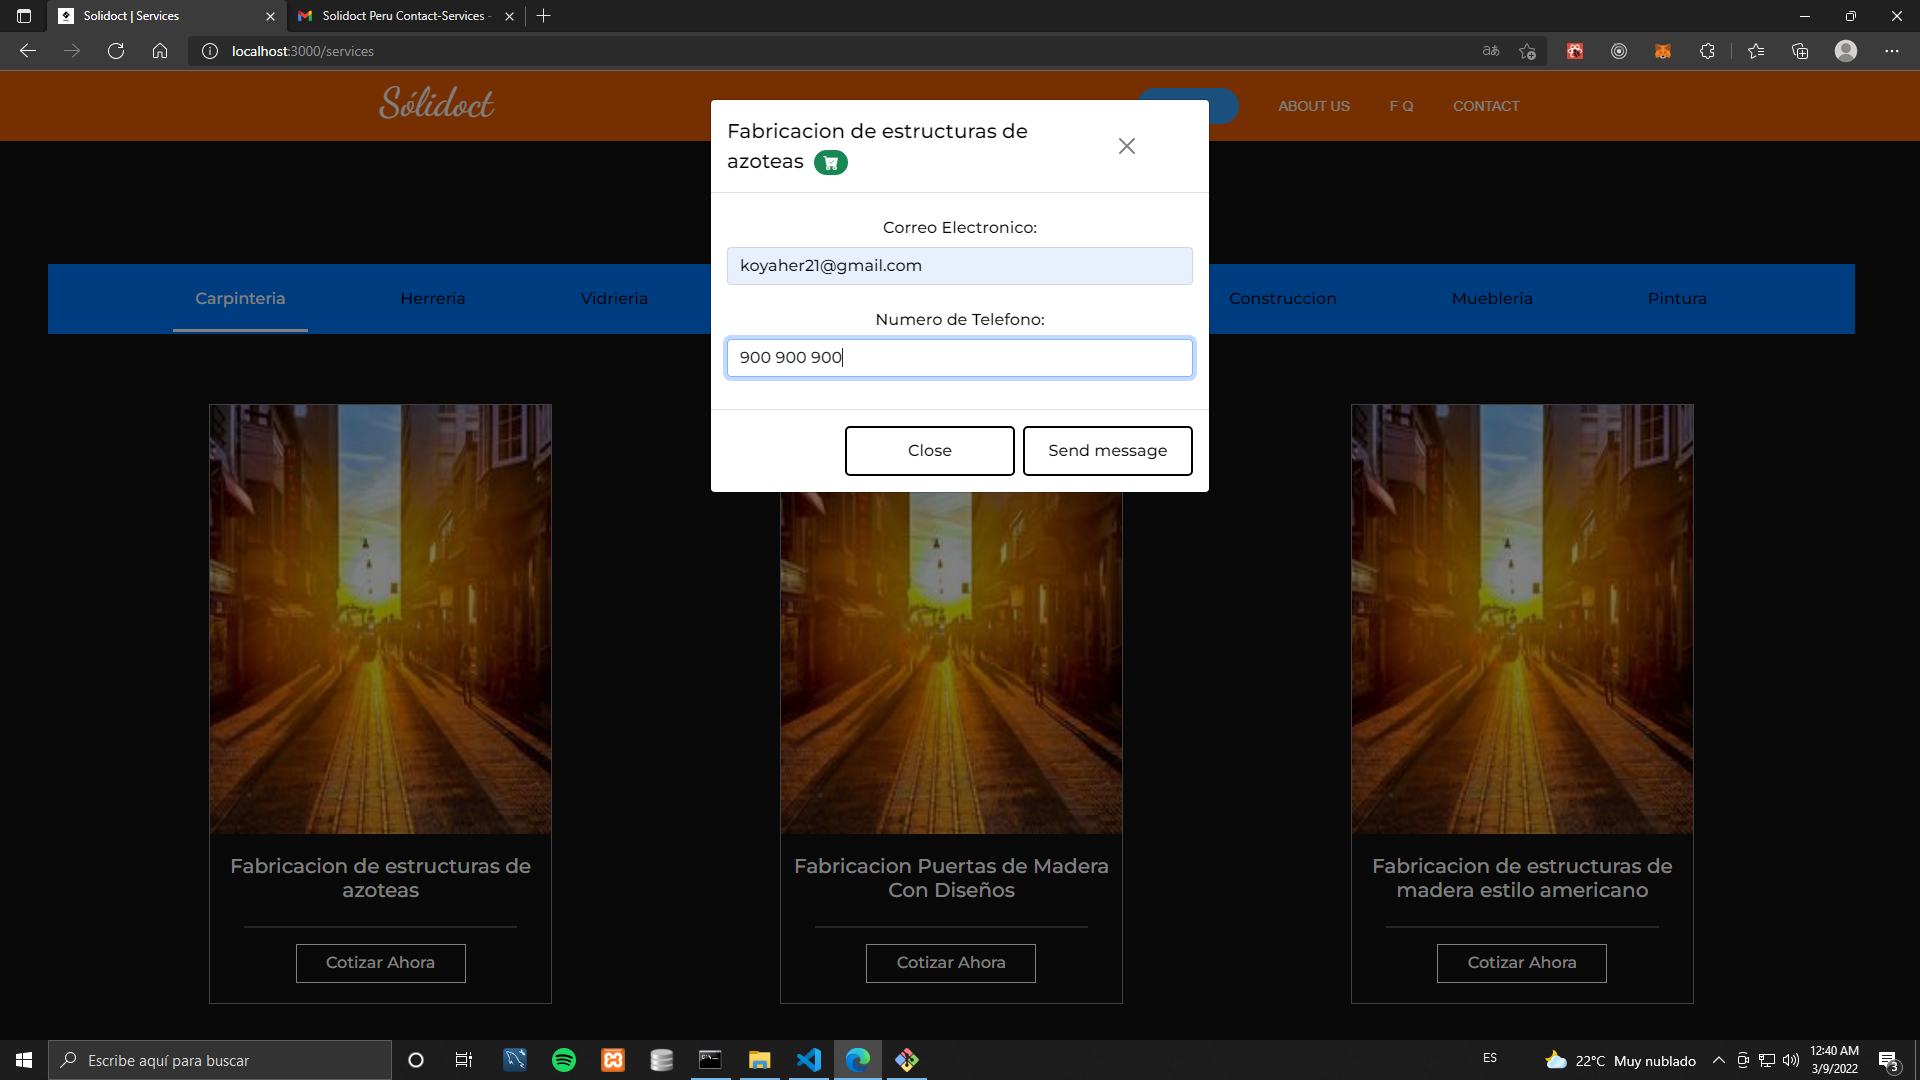 Solidoct | Services
Solidoct Peru Contact-Services -
localhost:3000/services
Sólidoct
ABOUT US
F Q
CONTACT
Fabricacion de estructuras de
azoteas
Correo Electronico:
koyaher21@gmail.com
Numero de Telefono:
900 900 900
Close
Send message
Carpinteria
Herreria
Vidrieria
Construccion
Muebleria
Pintura
Fabricacion de estructuras de
azoteas
Cotizar Ahora
Fabricacion Puertas de Madera
Con Diseños
Cotizar Ahora
Fabricacion de estructuras de
madera estilo americano
Cotizar Ahora
Escribe aquí para buscar
ES
22°C Muy nublado
12:40 AM
3/9/2022
3